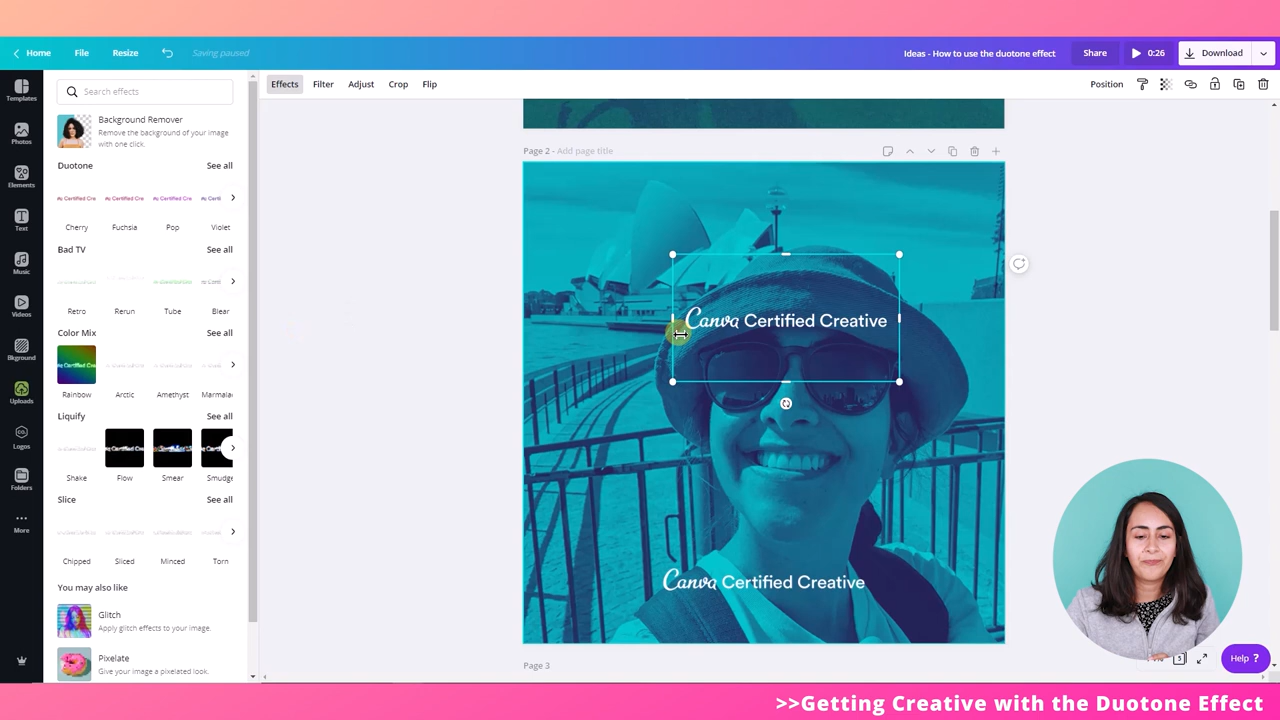 Home
File
Resize
Saving paused
Ideas - How to use the duotone effect
Share
0:26
Download
Templates
Photos
Elements
Text
Music
Videos
Bkground
Uploads
Logos
Folders
More
Search effects
Background Remover
Remove the background of your image
with one click.
Duotone
See all
Cherry
Fuchsia
Pop
Violet
Bad TV
See all
Retro
Rerun
Tube
Blear
Color Mix
See all
Rainbow
Arctic
Amethyst
Marmala
Liquify
See all
Shake
Flow
Smear
Smudge
Slice
See all
Chipped
Sliced
Minced
Torn
You may also like
Glitch
Apply glitch effects to your image.
Pixelate
Give your image a pixelated look.
Effects
Filter
Adjust
Crop
Flip
Position
Page 2 - Add page title
Canva Certified Creative
Canva Certified Creative
Page 3
5
Help ?
>>Getting Creative with the Duotone Effect